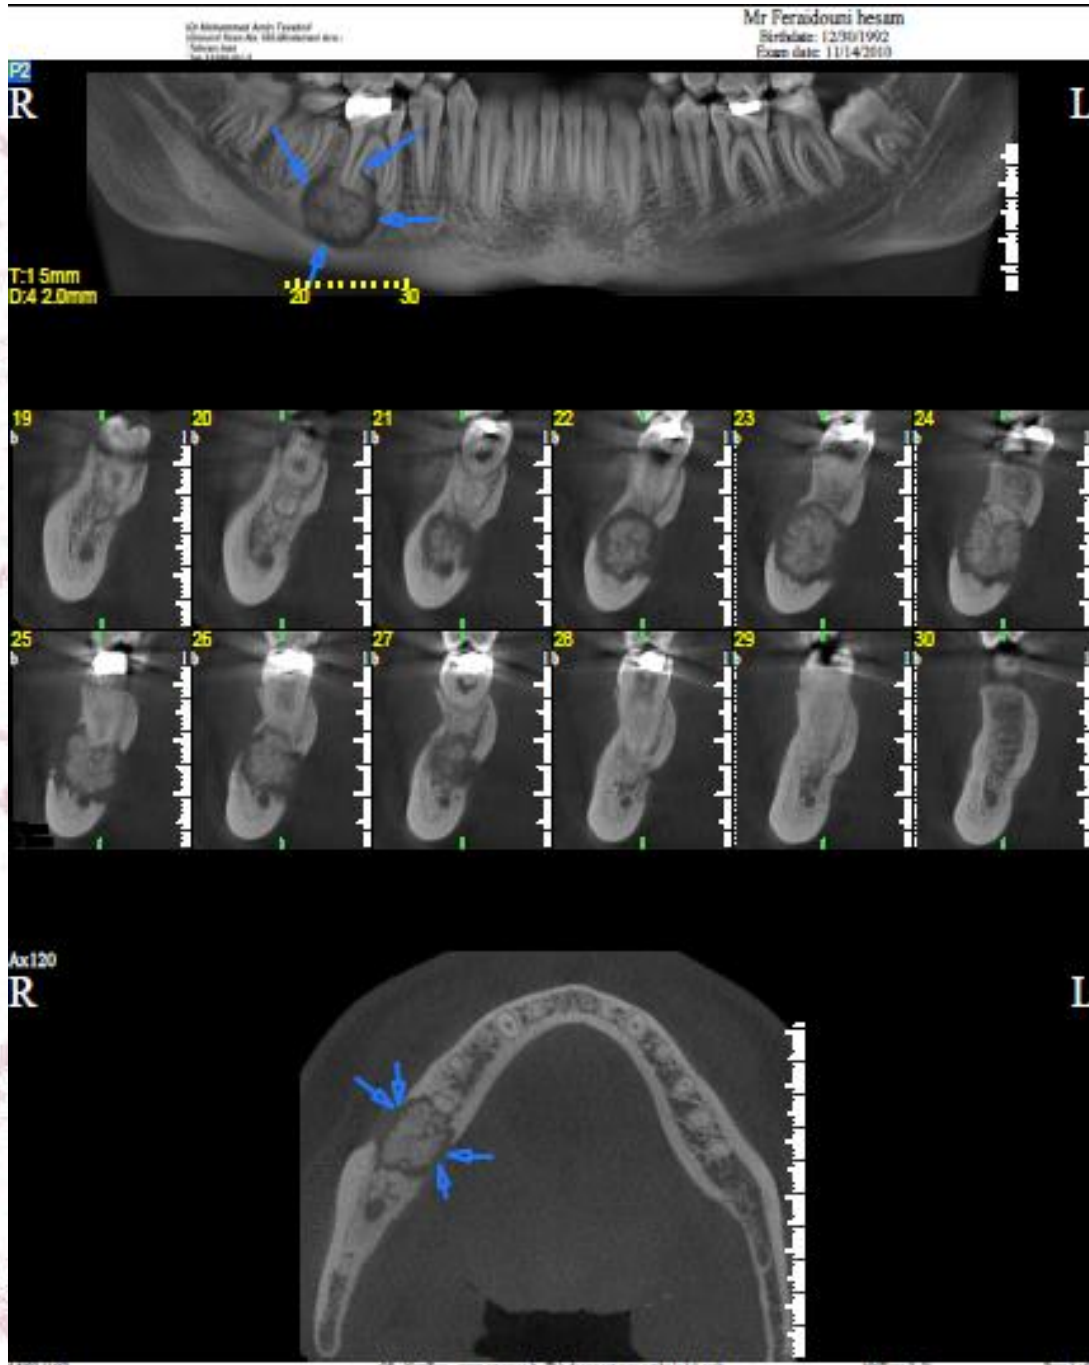 Mr Feraidouni hesam
Birthdate: 12/30/1992
Exam date: 11/14/2010
P2
R L
T:1 5mm
D:4 2.0mm
20 30
19 20 21 22 23 24
25 26 27 28 29 30
Ax120
R L